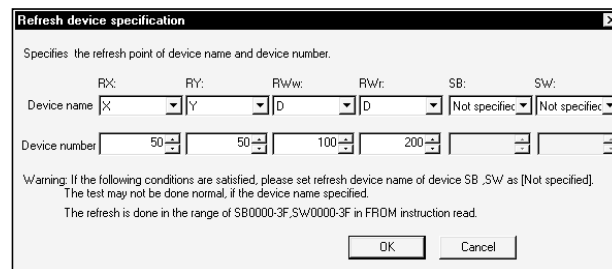 Refresh device specification
Specifies the refresh point of device name and device number.
RX: RY: RWw: RWr: SB: SW:
Device name X Y D D Not specified Not specified
Device number 50 50 100 200
Warning: If the following conditions are satisfied, please set refresh device name of device SB ,SW as [Not specified].
The test may not be done normal, if the device name specified.
The refresh is done in the range of SB0000-3F,SW0000-3F in FROM instruction read.
OK Cancel